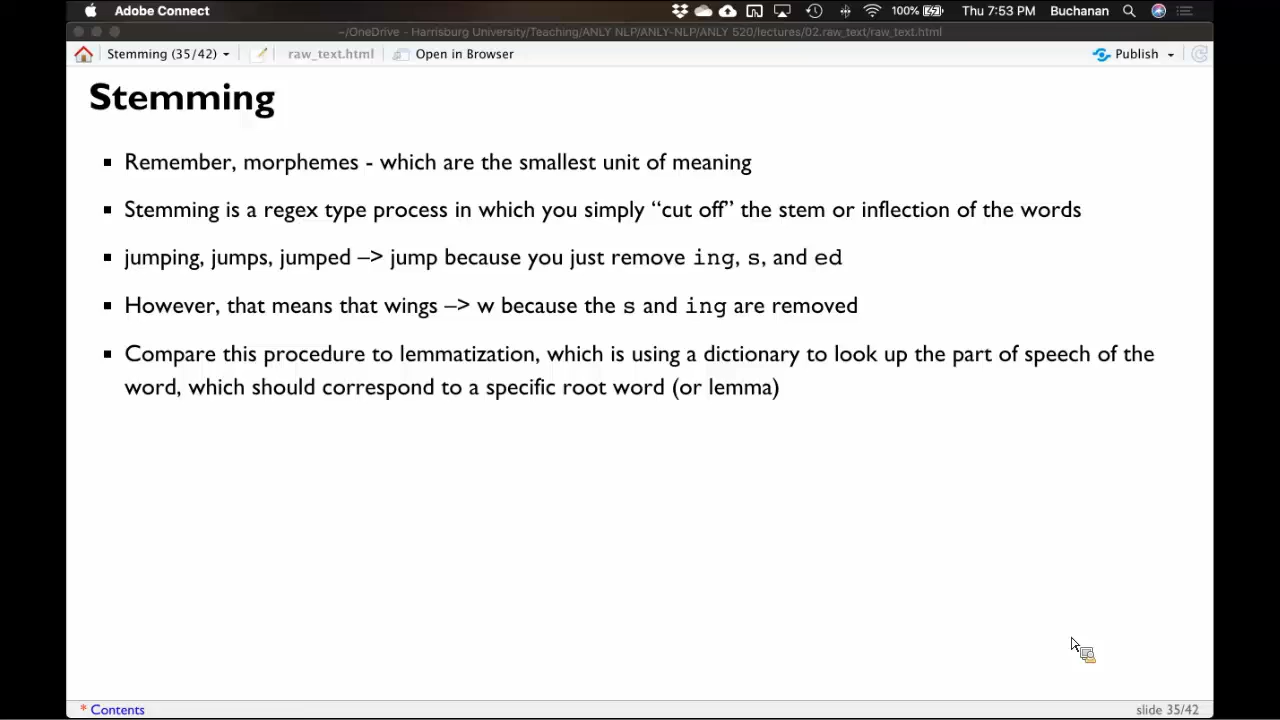 Adobe Connect 100% Thu 7:53 PM Buchanan
~/OneDrive - Harrisburg University/Teaching/ANLY NLP/ANLY-NLP/ANLY 520/lectures/02.raw_text/raw_text.html
Stemming (35/42) raw_text.html Open in Browser Publish
Stemming
Remember, morphemes - which are the smallest unit of meaning
Stemming is a regex type process in which you simply “cut off” the stem or inflection of the words
jumping, jumps, jumped –> jump because you just remove ing, s, and ed
However, that means that wings –> w because the s and ing are removed
Compare this procedure to lemmatization, which is using a dictionary to look up the part of speech of the
word, which should correspond to a specific root word (or lemma)
* Contents slide 35/42